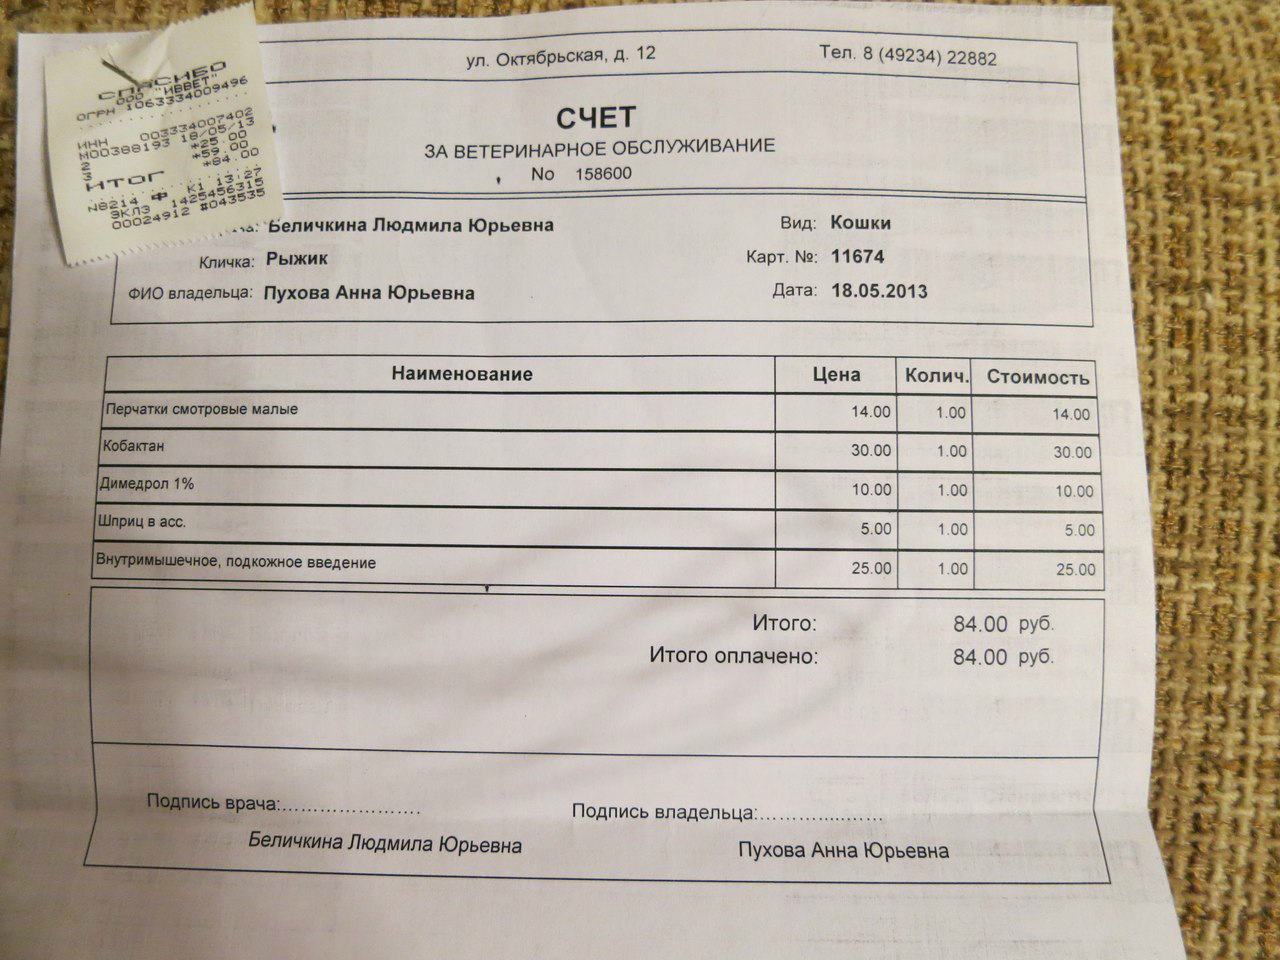 СПАСИБО
ООО "ИВВЕТ"
ОГРН 1063334009496
ИНН 003334007402
М00388193 18/05/13
2 *25.00
3 *59.00
ИТОГ *84.00
К1 13:27
№8214 Ф 1425456315
ЭКЛЗ
00024912 #043535
ул. Октябрьская, д. 12 Тел. 8 (49234) 22882
СЧЕТ
ЗА ВЕТЕРИНАРНОЕ ОБСЛУЖИВАНИЕ
No 158600
Беличкина Людмила Юрьевна Вид: Кошки
Кличка: Рыжик Карт. №: 11674
ФИО владельца: Пухова Анна Юрьевна Дата: 18.05.2013
Наименование Цена Колич. Стоимость
Перчатки смотровые малые 14.00 1.00 14.00
Кобактан 30.00 1.00 30.00
Димедрол 1% 10.00 1.00 10.00
Шприц в асс. 5.00 1.00 5.00
Внутримышечное, подкожное введение 25.00 1.00 25.00
Итого: 84.00 руб.
Итого оплачено: 84.00 руб.
Подпись врача:........................ Подпись владельца:......................
Беличкина Людмила Юрьевна Пухова Анна Юрьевна